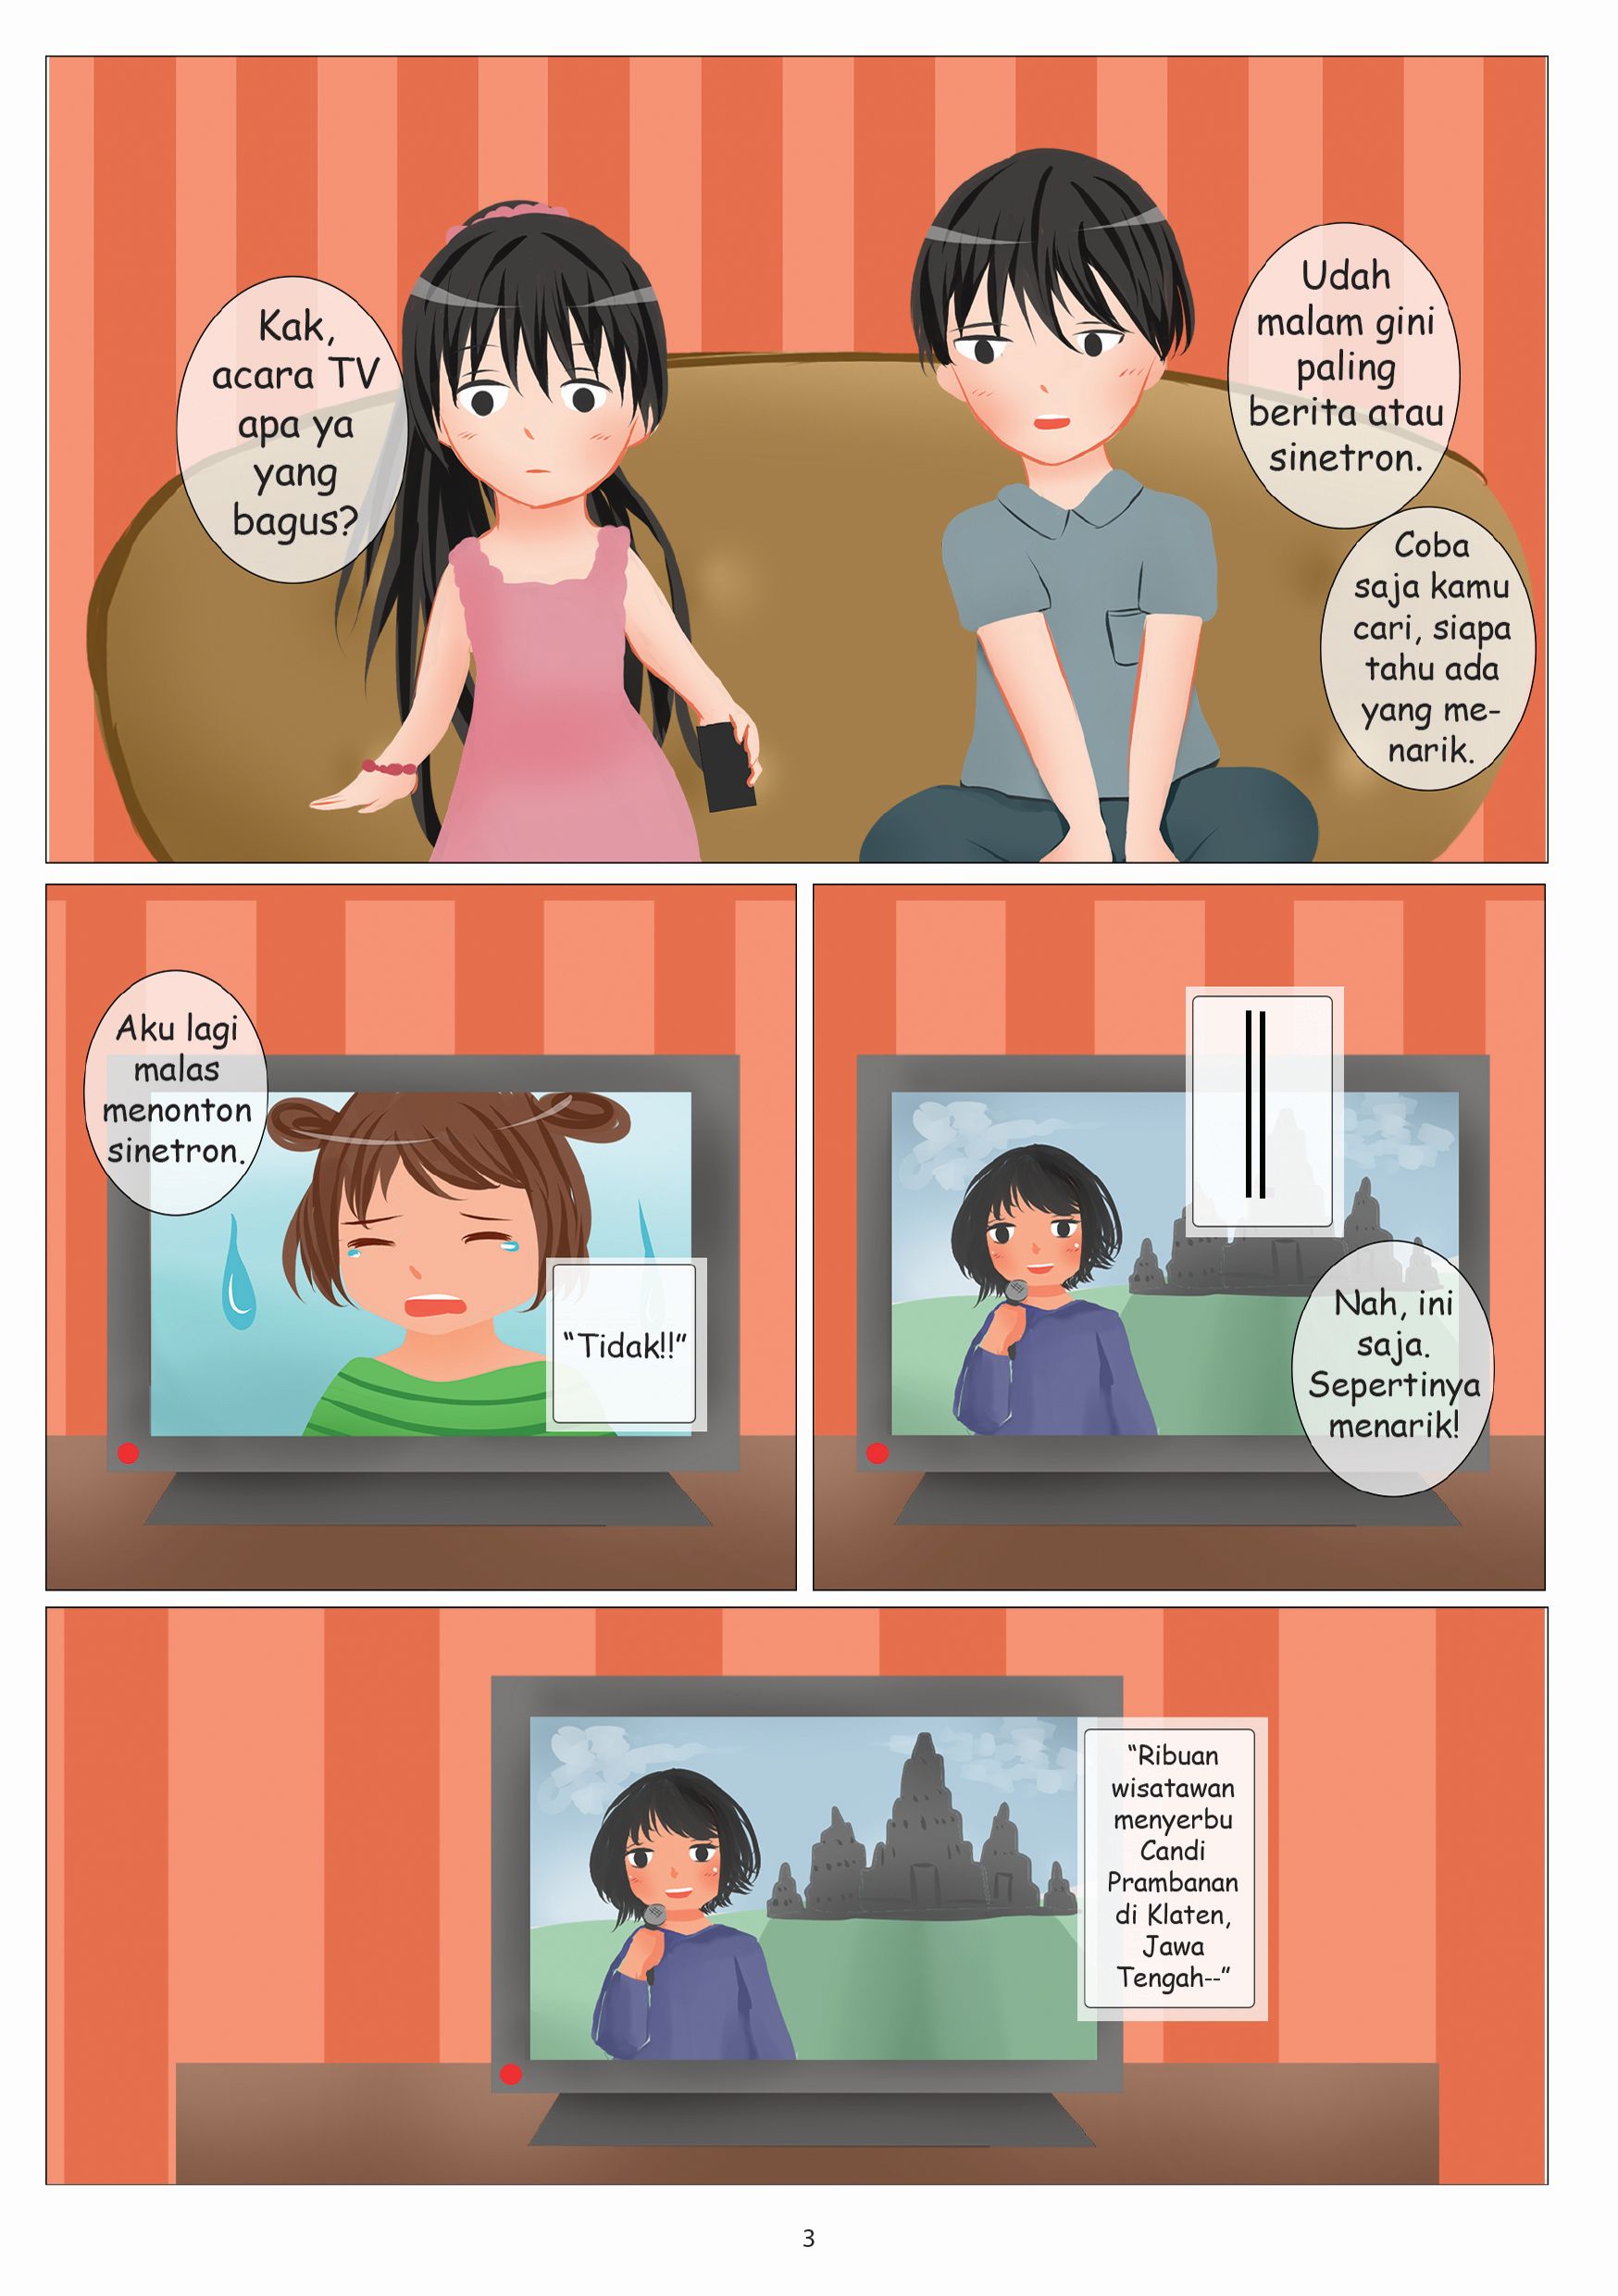 Kak,
acara TV
apa ya
yang
bagus?
Udah
malam gini
paling
berita atau
sinetron.
Coba
saja kamu
cari, siapa
tahu ada
yang me-
narik.
Aku lagi
malas
menonton
sinetron.
“Tidak!!”
Nah, ini
saja.
Sepertinya
menarik!
“Ribuan
wisatawan
menyerbu
Candi
Prambanan
di Klaten,
Jawa
Tengah--”
3